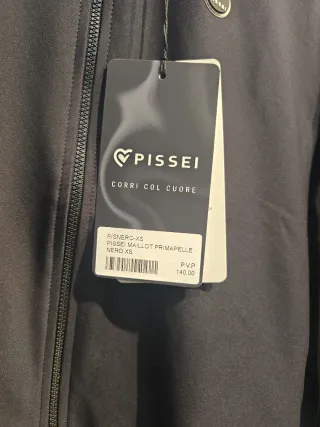 PISSEI
CORRI COL CUORE
PISNERO-XS
PISSEI MAILLOT PRIMAPELLE
NERO XS
P.V.P
140.00